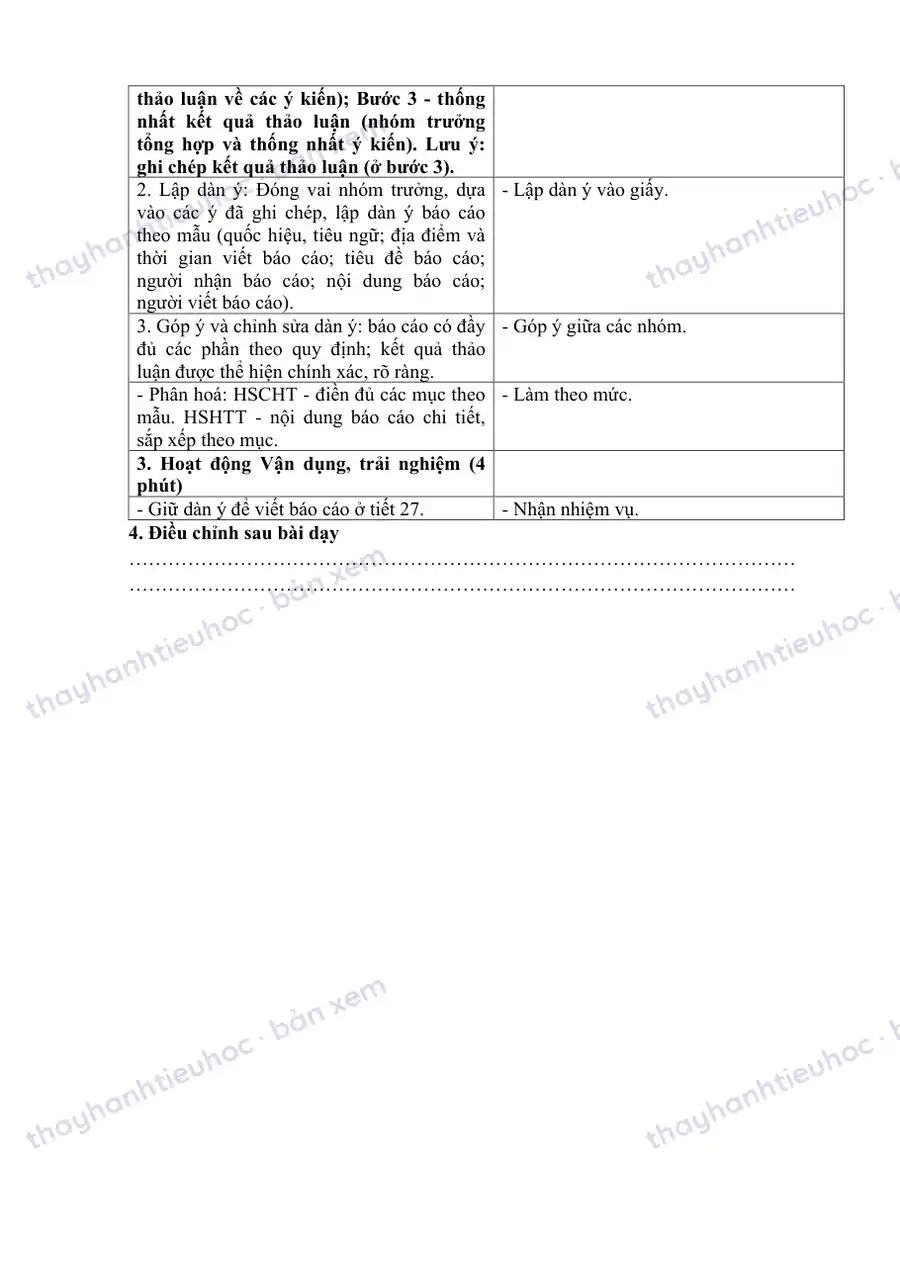 thảo luận về các ý kiến); Bước 3 - thống
nhất kết quả thảo luận (nhóm trưởng
tổng hợp và thống nhất ý kiến). Lưu ý:
ghi chép kết quả thảo luận (ở bước 3).
2. Lập dàn ý: Đóng vai nhóm trưởng, dựa
vào các ý đã ghi chép, lập dàn ý báo cáo
theo mẫu (quốc hiệu, tiêu ngữ; địa điểm và
thời gian viết báo cáo; tiêu đề báo cáo;
người nhận báo cáo; nội dung báo cáo;
người viết báo cáo).
- Lập dàn ý vào giấy.
3. Góp ý và chỉnh sửa dàn ý: báo cáo có đầy
đủ các phần theo quy định; kết quả thảo
luận được thể hiện chính xác, rõ ràng.
- Góp ý giữa các nhóm.
- Phân hoá: HSCHT - điền đủ các mục theo
mẫu. HSHTT - nội dung báo cáo chi tiết,
sắp xếp theo mục.
- Làm theo mức.
3. Hoạt động Vận dụng, trải nghiệm (4
phút)
- Giữ dàn ý để viết báo cáo ở tiết 27.
- Nhận nhiệm vụ.
4. Điều chỉnh sau bài dạy
……………………………………………………………………………………………
……………………………………………………………………………………………
thayhanhtieuhoc · bản xem
thayhanhtieuhoc · b
thayhanhtieuhoc · bản xem
thayhanhtieuhoc · b
thayhanhtieuhoc · bản xem
thayhanhtieuhoc · b